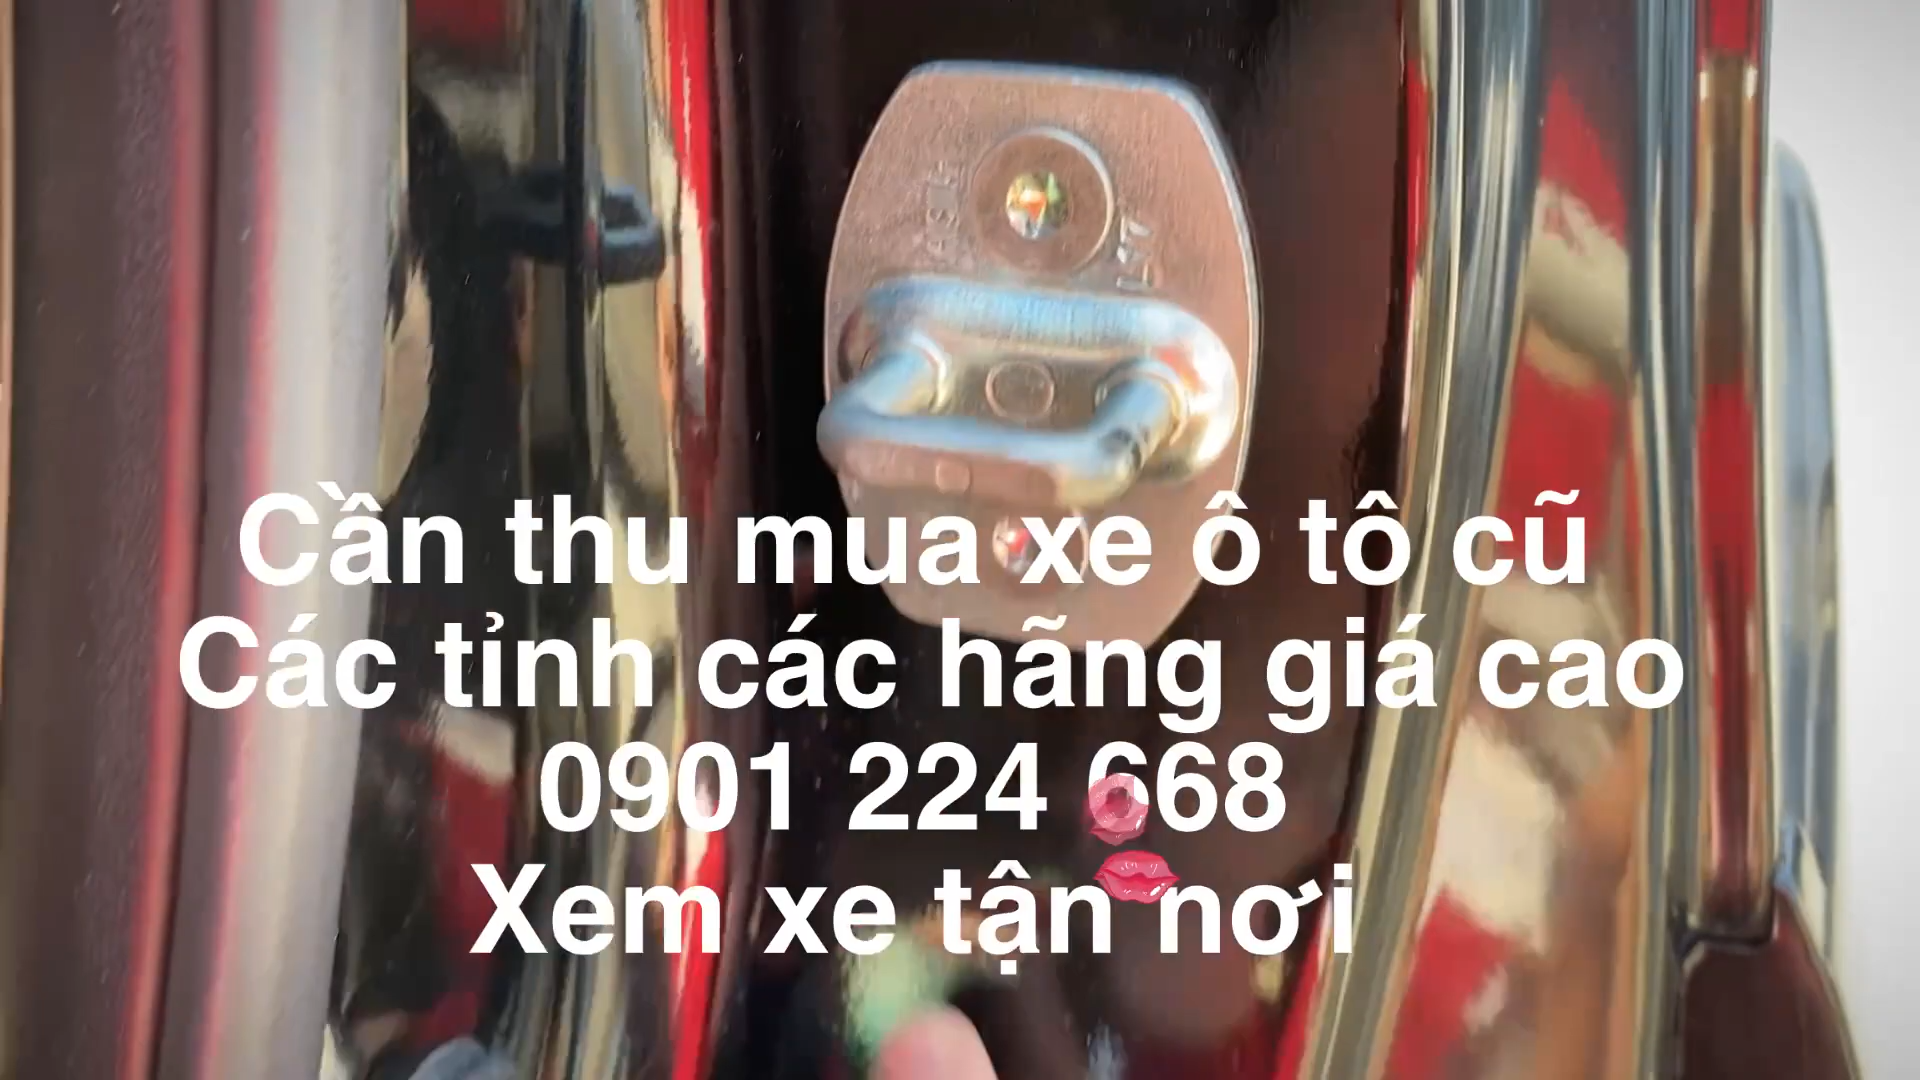 Cần thu mua xe ô tô cũ
Các tỉnh các hãng giá cao
0901 224 668
Xem xe tận nơi